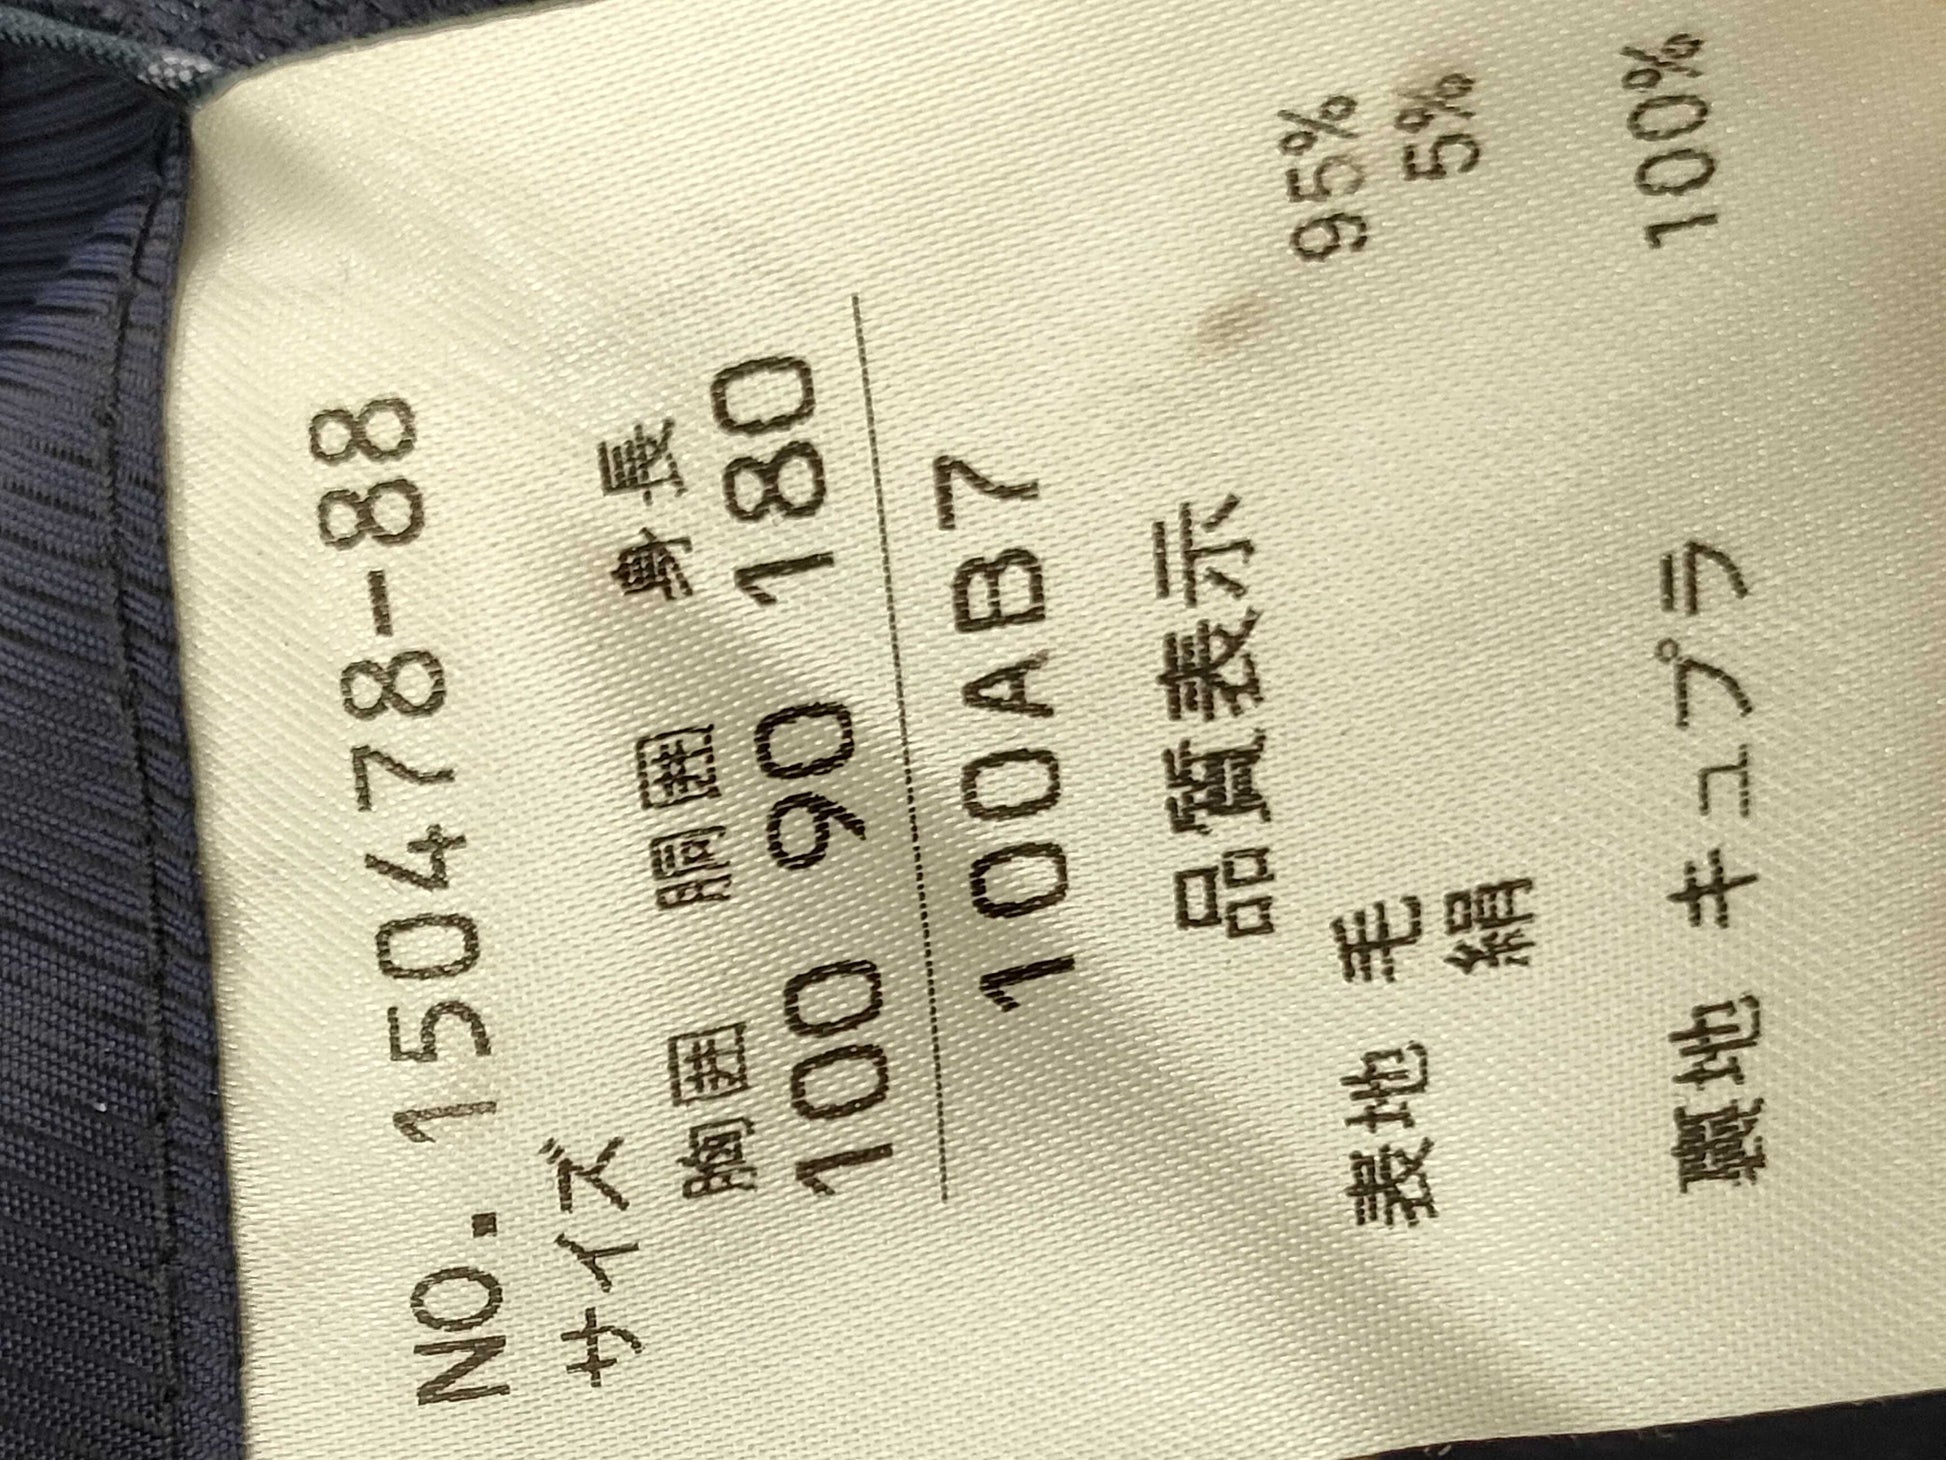 NO. 150478-88
サイズ
胸囲 胴囲 身長
100 90 180
100AB7
品質表示
表地 毛 95%
絹 5%
裏地 キュプラ 100%